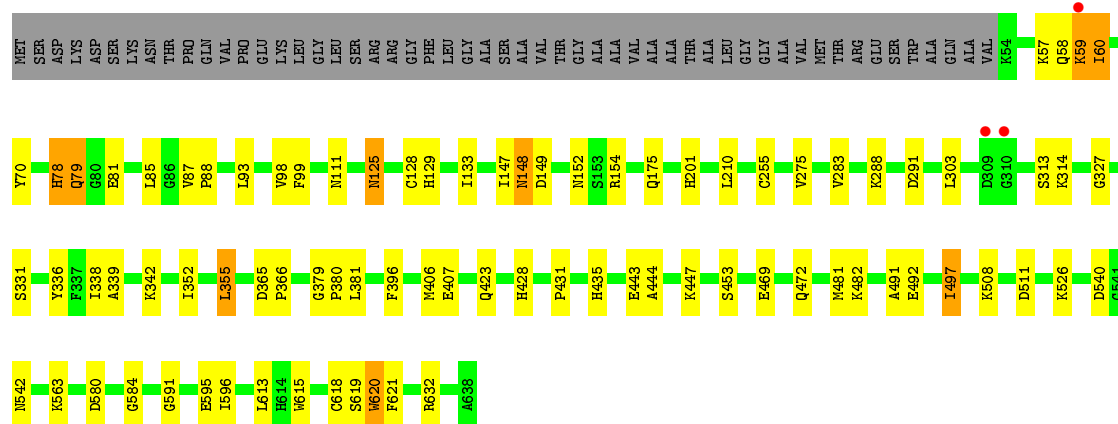 MET SER ASP LYS ASP SER LYS ASN THR PRO GLN VAL PRO GLU LYS LEU GLY GLY LEU SER ARG ARG GLY PHE LEU GLY ALA SER ALA VAL THR GLY ALA ALA VAL ALA ALA THR ALA LEU GLY GLY ALA VAL MET THR ARG GLU SER TRP ALA GLN ALA VAL K54 K57 Q58 K59 I60
Y70 H78 Q79 G80 E81 L85 G86 V87 P88 L93 V98 F99 N111 N125 C128 H129 I133 I147 N148 D149 N152 S153 R154 Q175 H201 L210 C255 V275 V283 K288 D291 L303 D309 G310 S313 K314 G327
S331 Y336 F337 I338 A339 K342 I352 L355 D365 P366 G379 P380 L381 F396 M406 E407 Q423 H428 P431 H435 E443 A444 K447 S453 E469 Q472 M481 K482 A491 E492 I497 K508 D511 K526 D540 G541
N542 K563 D580 G584 G591 E595 I596 L613 H614 W615 C618 S619 W620 F621 R632 A638